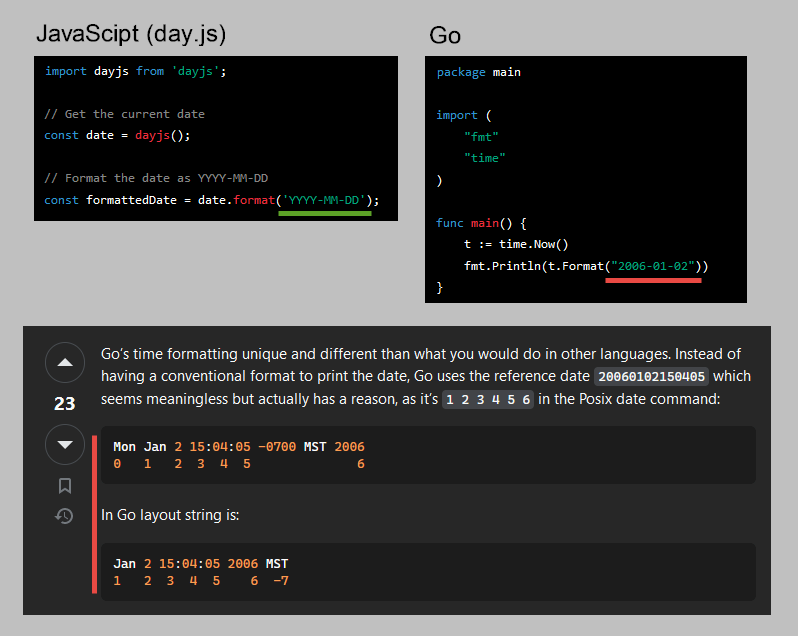 JavaScipt (day.js)
import dayjs from 'dayjs';
// Get the current date
const date = dayjs();
// Format the date as YYYY-MM-DD
const formattedDate = date.format('YYYY-MM-DD');
Go
package main
import (
"fmt"
"time"
)
func main() {
t := time.Now()
fmt.Println(t.Format("2006-01-02"))
}
Go's time formatting unique and different than what you would do in other languages. Instead of
having a conventional format to print the date, Go uses the reference date 20060102150405 which
seems meaningless but actually has a reason, as it's 1 2 3 4 5 6 in the Posix date command:
23
Mon Jan 2 15:04:05 -0700 MST 2006
0 1 2 3 4 5 6
In Go layout string is:
Jan 2 15:04:05 2006 MST
1 2 3 4 5 6 -7